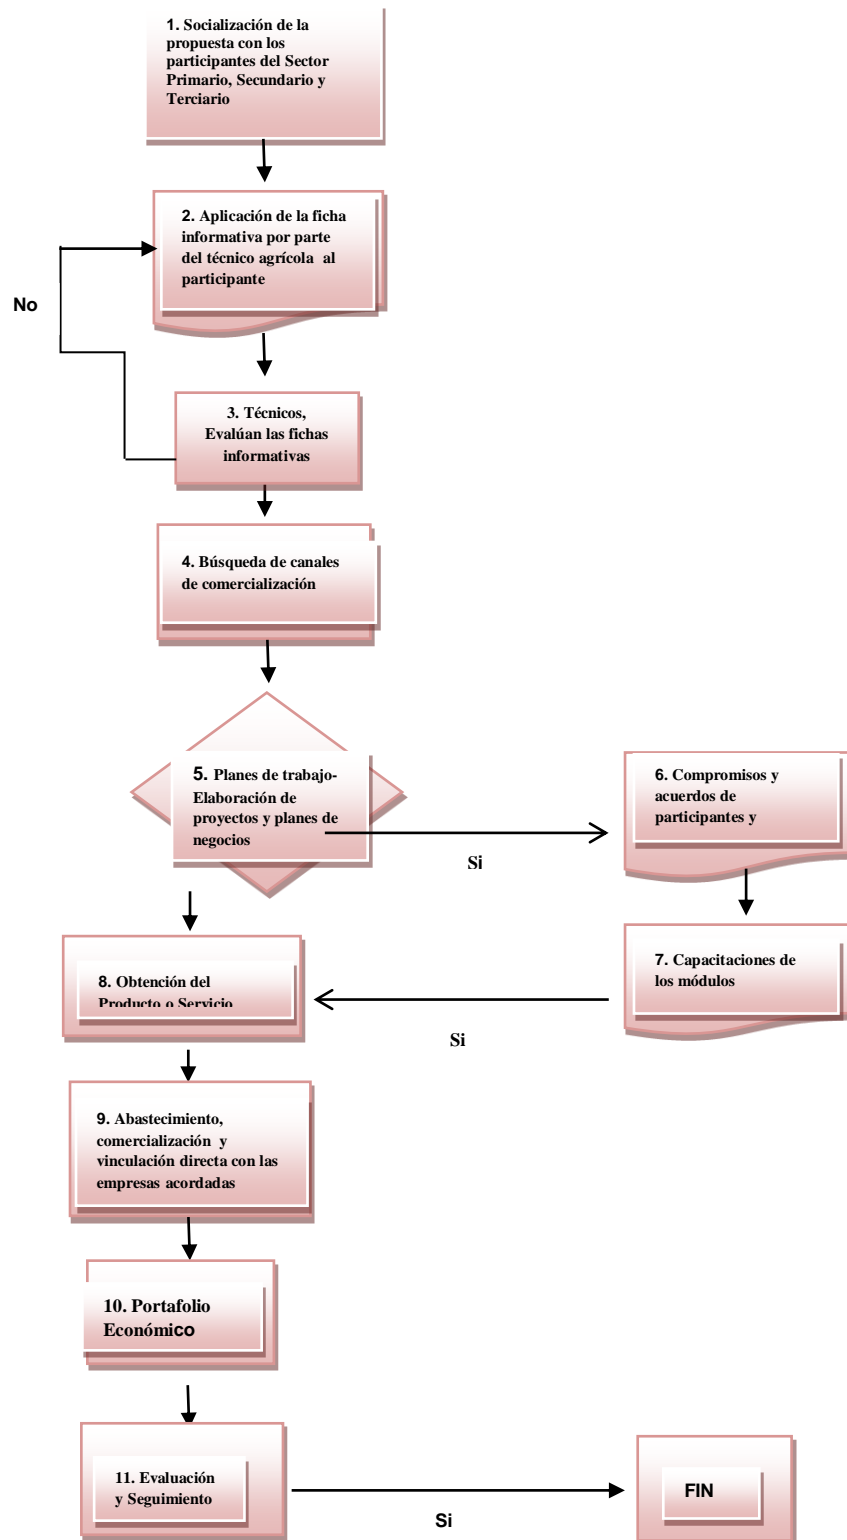 1. Socialización de la
propuesta con los
participantes del Sector
Primario, Secundario y
Terciario
2. Aplicación de la ficha
informativa por parte
del técnico agrícola al
participante
No
3. Técnicos,
Evalúan las fichas
informativas
4. Búsqueda de canales
de comercialización
5. Planes de trabajo-
Elaboración de
proyectos y planes de
negocios
Si
6. Compromisos y
acuerdos de
participantes y
7. Capacitaciones de
los módulos
Si
8. Obtención del
Producto o Servicio
9. Abastecimiento,
comercialización y
vinculación directa con las
empresas acordadas
10. Portafolio
Económico
11. Evaluación
y Seguimiento
Si
FIN